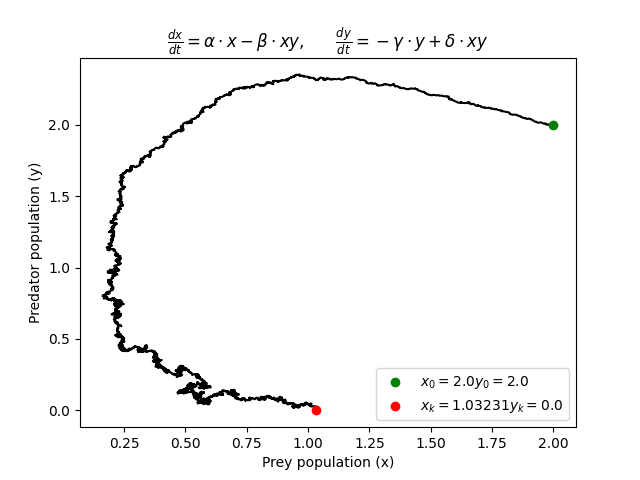 dx/dt = α · x − β · xy,   dy/dt = −γ · y + δ · xy
Predator population (y)
2.0
1.5
1.0
0.5
0.0
x₀ = 2.0y₀ = 2.0
xₖ = 1.03231yₖ = 0.0
0.25 0.50 0.75 1.00 1.25 1.50 1.75 2.00
Prey population (x)